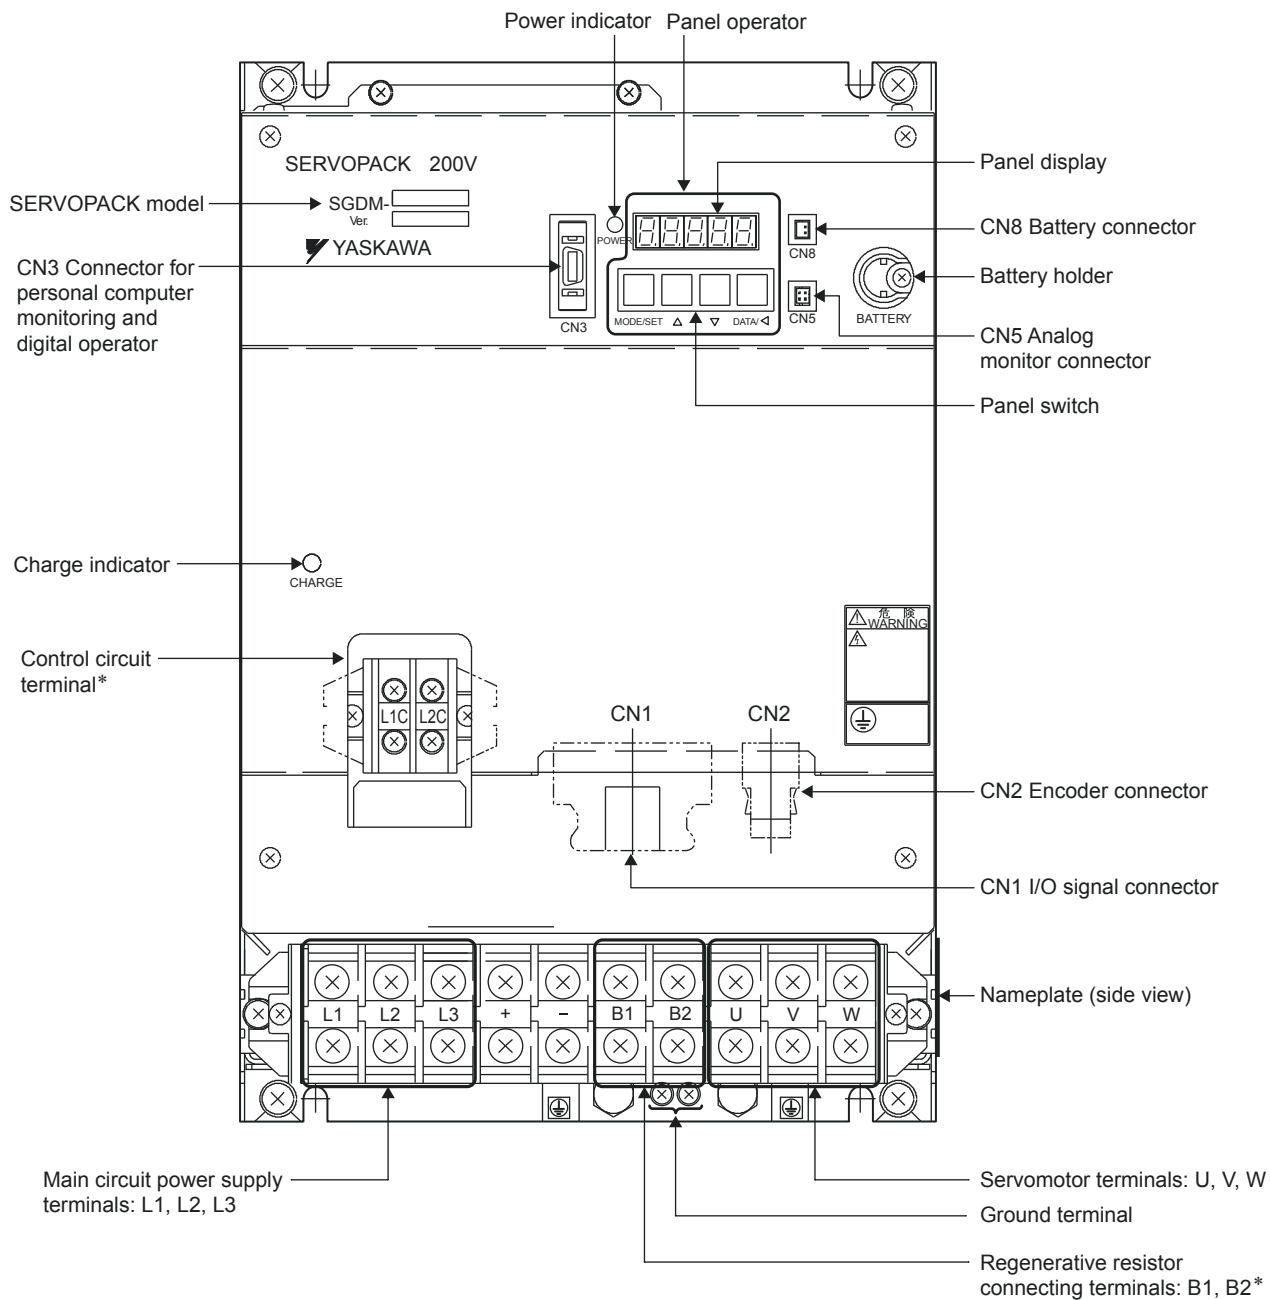 Power indicator
Panel operator
SERVOPACK 200V
Panel display
SERVOPACK model
SGDM-
Ver.
YASKAWA
POWER
CN8
CN8 Battery connector
CN3 Connector for
personal computer
monitoring and
digital operator
Battery holder
CN3
MODE/SET △ ▽ DATA/◁
CN5
BATTERY
CN5 Analog
monitor connector
Panel switch
Charge indicator
CHARGE
危 険
WARNING
Control circuit
terminal*
L1C L2C
CN1
CN2
CN2 Encoder connector
CN1 I/O signal connector
Nameplate (side view)
L1 L2 L3 + − B1 B2 U V W
Main circuit power supply
terminals: L1, L2, L3
Servomotor terminals: U, V, W
Ground terminal
Regenerative resistor
connecting terminals: B1, B2*